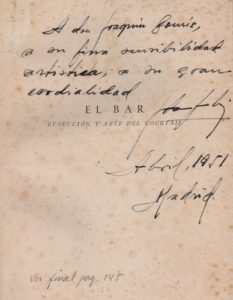 A don Joaquín Gomis,
a su fina sensibilidad
artística, a su gran
cordialidad
EL BAR
EVOLUCIÓN Y ARTE DEL COCKTAIL
Abril, 1951
Madrid.
Ver final pag. 145